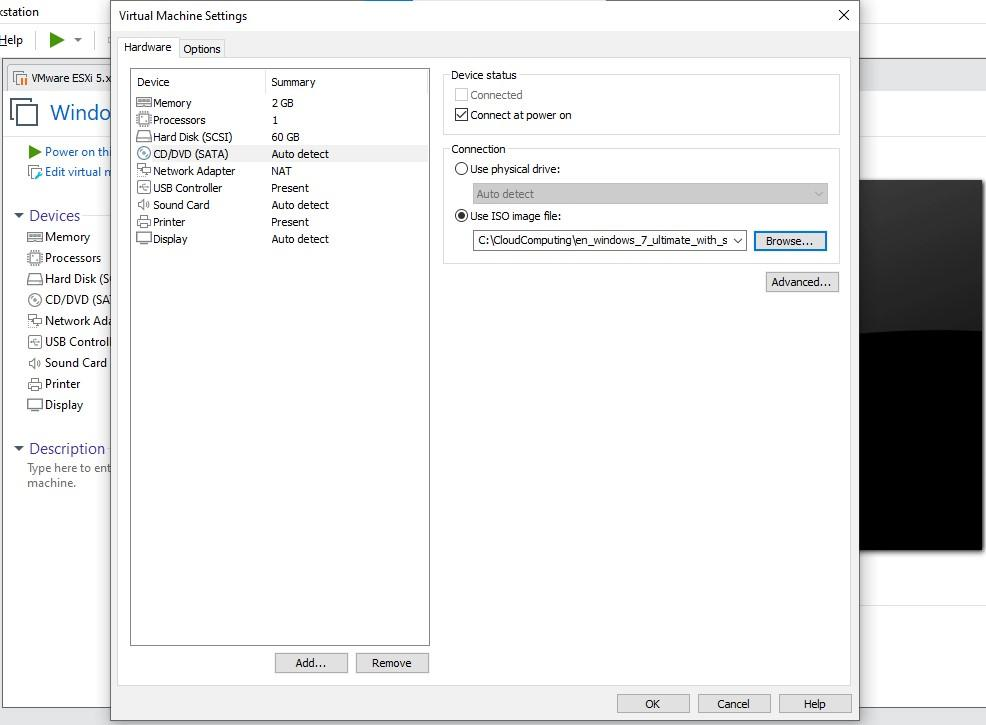 kstation
Help
VMware ESXi 5.x
Windo
Power on thi
Edit virtual m
Devices
Memory
Processors
Hard Disk (S
CD/DVD (SA
Network Ada
USB Control
Sound Card
Printer
Display
Description
Type here to ent
machine.
Virtual Machine Settings
Hardware Options
Device Summary
Memory 2 GB
Processors 1
Hard Disk (SCSI) 60 GB
CD/DVD (SATA) Auto detect
Network Adapter NAT
USB Controller Present
Sound Card Auto detect
Printer Present
Display Auto detect
Add... Remove
Device status
Connected
Connect at power on
Connection
Use physical drive:
Auto detect
Use ISO image file:
C:\CloudComputing\en_windows_7_ultimate_with_s Browse...
Advanced...
OK Cancel Help